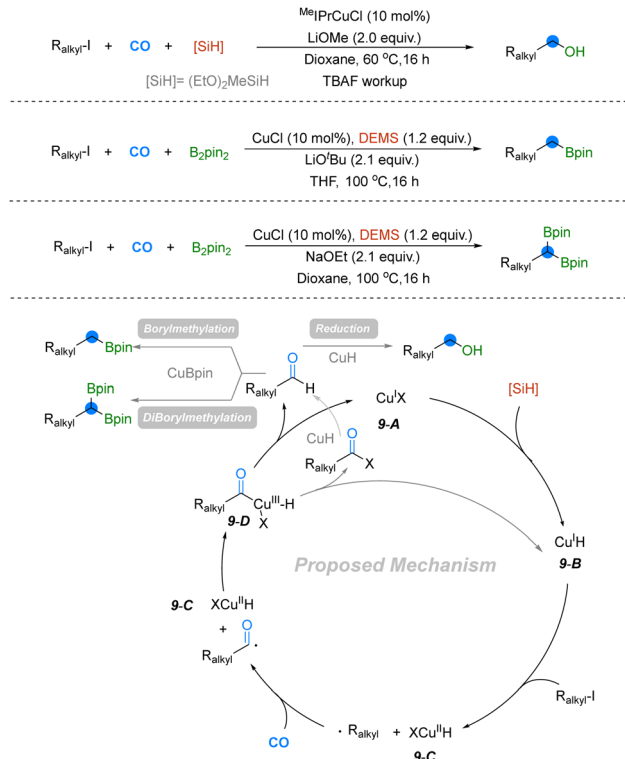 MeIPrCuCl (10 mol%)
Ralkyl-I + CO + [SiH] LiOMe (2.0 equiv.) Ralkyl OH
Dioxane, 60 oC,16 h
[SiH]= (EtO)2MeSiH TBAF workup
CuCl (10 mol%), DEMS (1.2 equiv.)
Ralkyl-I + CO + B2pin2 LiOtBu (2.1 equiv.) Ralkyl Bpin
THF, 100 oC,16 h
CuCl (10 mol%), DEMS (1.2 equiv.) Bpin
Ralkyl-I + CO + B2pin2 NaOEt (2.1 equiv.) Ralkyl Bpin
Dioxane, 100 oC,16 h
Borylmethylation Reduction
Ralkyl Bpin CuH Ralkyl OH
CuBpin O
Bpin Ralkyl H
Ralkyl Bpin CuIX [SiH]
DiBorylmethylation 9-A
CuH O
Ralkyl X
O
Ralkyl CuIII-H
9-D X
CuIH
9-B
Proposed Mechanism
9-C XCuIIH
+
O
Ralkyl ·
Ralkyl-I
· Ralkyl + XCuIIH
CO
9-C